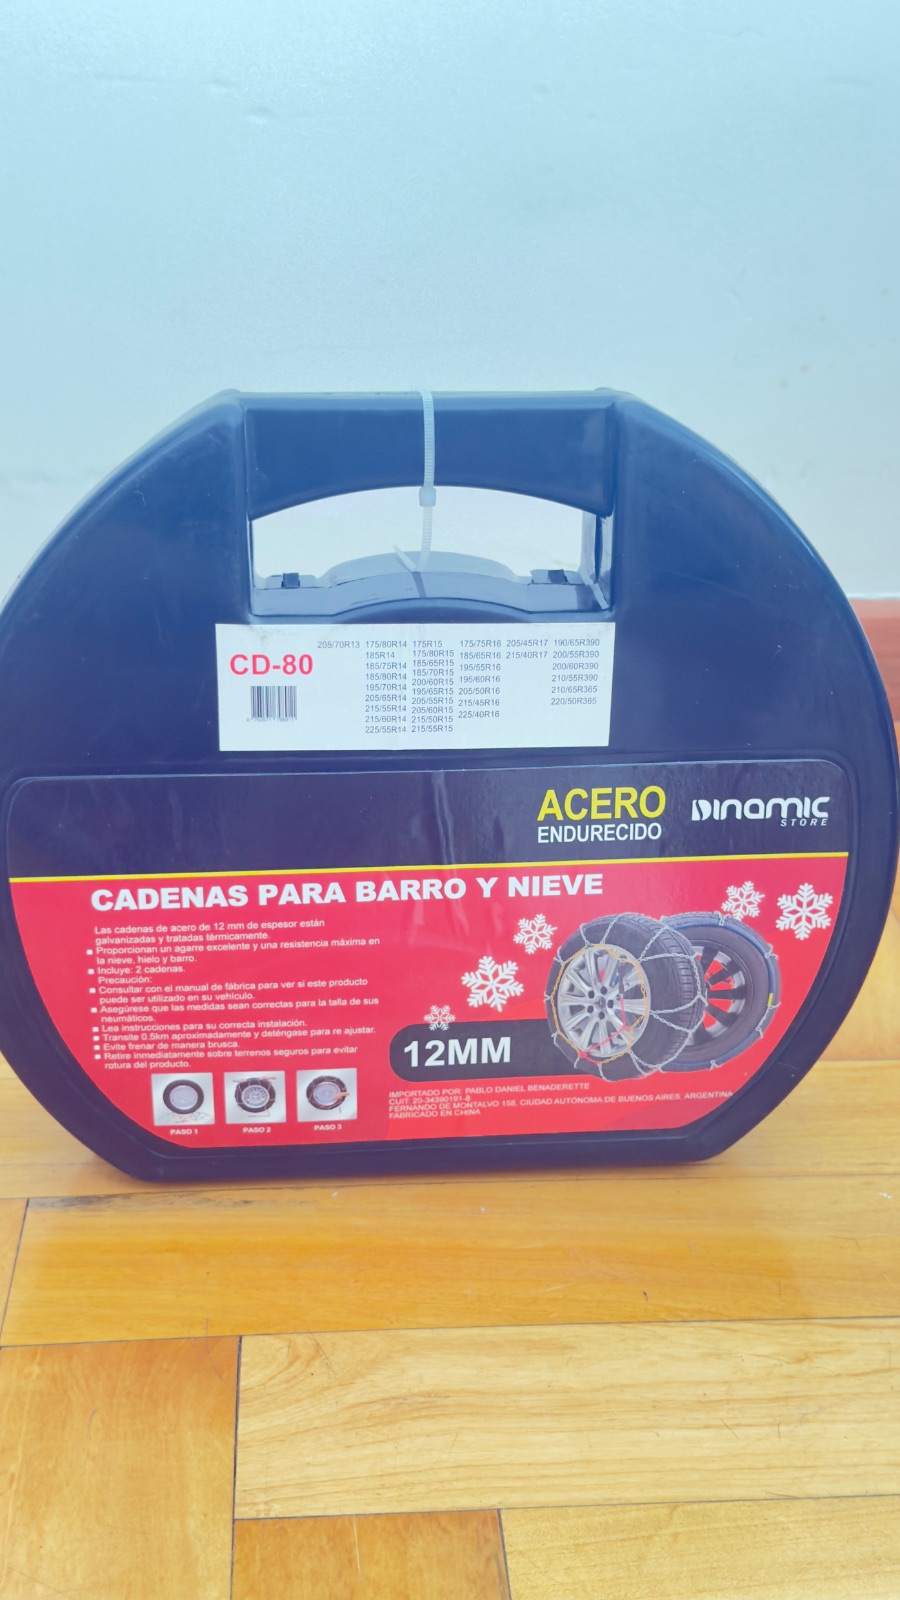 CD-80
205/70R13 175/80R14 175R15 175/75R16 205/45R17 190/65R390
185R14 175/80R15 185/65R16 215/40R17 200/55R390
185/75R14 185/65R15 195/55R16 200/60R390
185/80R14 185/70R15 195/60R16 210/55R390
195/70R14 200/60R15 205/50R16 210/65R365
205/65R14 195/65R15 215/45R16 220/50R365
215/55R14 205/55R15 225/40R16
215/60R14 205/60R15
225/55R14 215/50R15
215/55R15
ACERO
ENDURECIDO
DINAMIC
STORE
CADENAS PARA BARRO Y NIEVE
Las cadenas de acero de 12 mm de espesor están
galvanizadas y tratadas térmicamente.
Proporcionan un agarre excelente y una resistencia máxima en
la nieve, hielo y barro.
Incluye: 2 cadenas.
Precaución:
Consultar con el manual de fábrica para ver si este producto
puede ser utilizado en su vehículo.
Asegúrese que las medidas sean correctas para la talla de sus
neumáticos.
Lea instrucciones para su correcta instalación.
Transite 0.5km aproximadamente y deténgase para re ajustar.
Evite frenar de manera brusca.
Retire inmediatamente sobre terrenos seguros para evitar
rotura del producto.
12MM
PASO 1 PASO 2 PASO 3
IMPORTADO POR: PABLO DANIEL BENADERETTE
CUIT: 20-34390191-8
FERNANDO DE MONTALVO 158, CIUDAD AUTÓNOMA DE BUENOS AIRES, ARGENTINA
FABRICADO EN CHINA